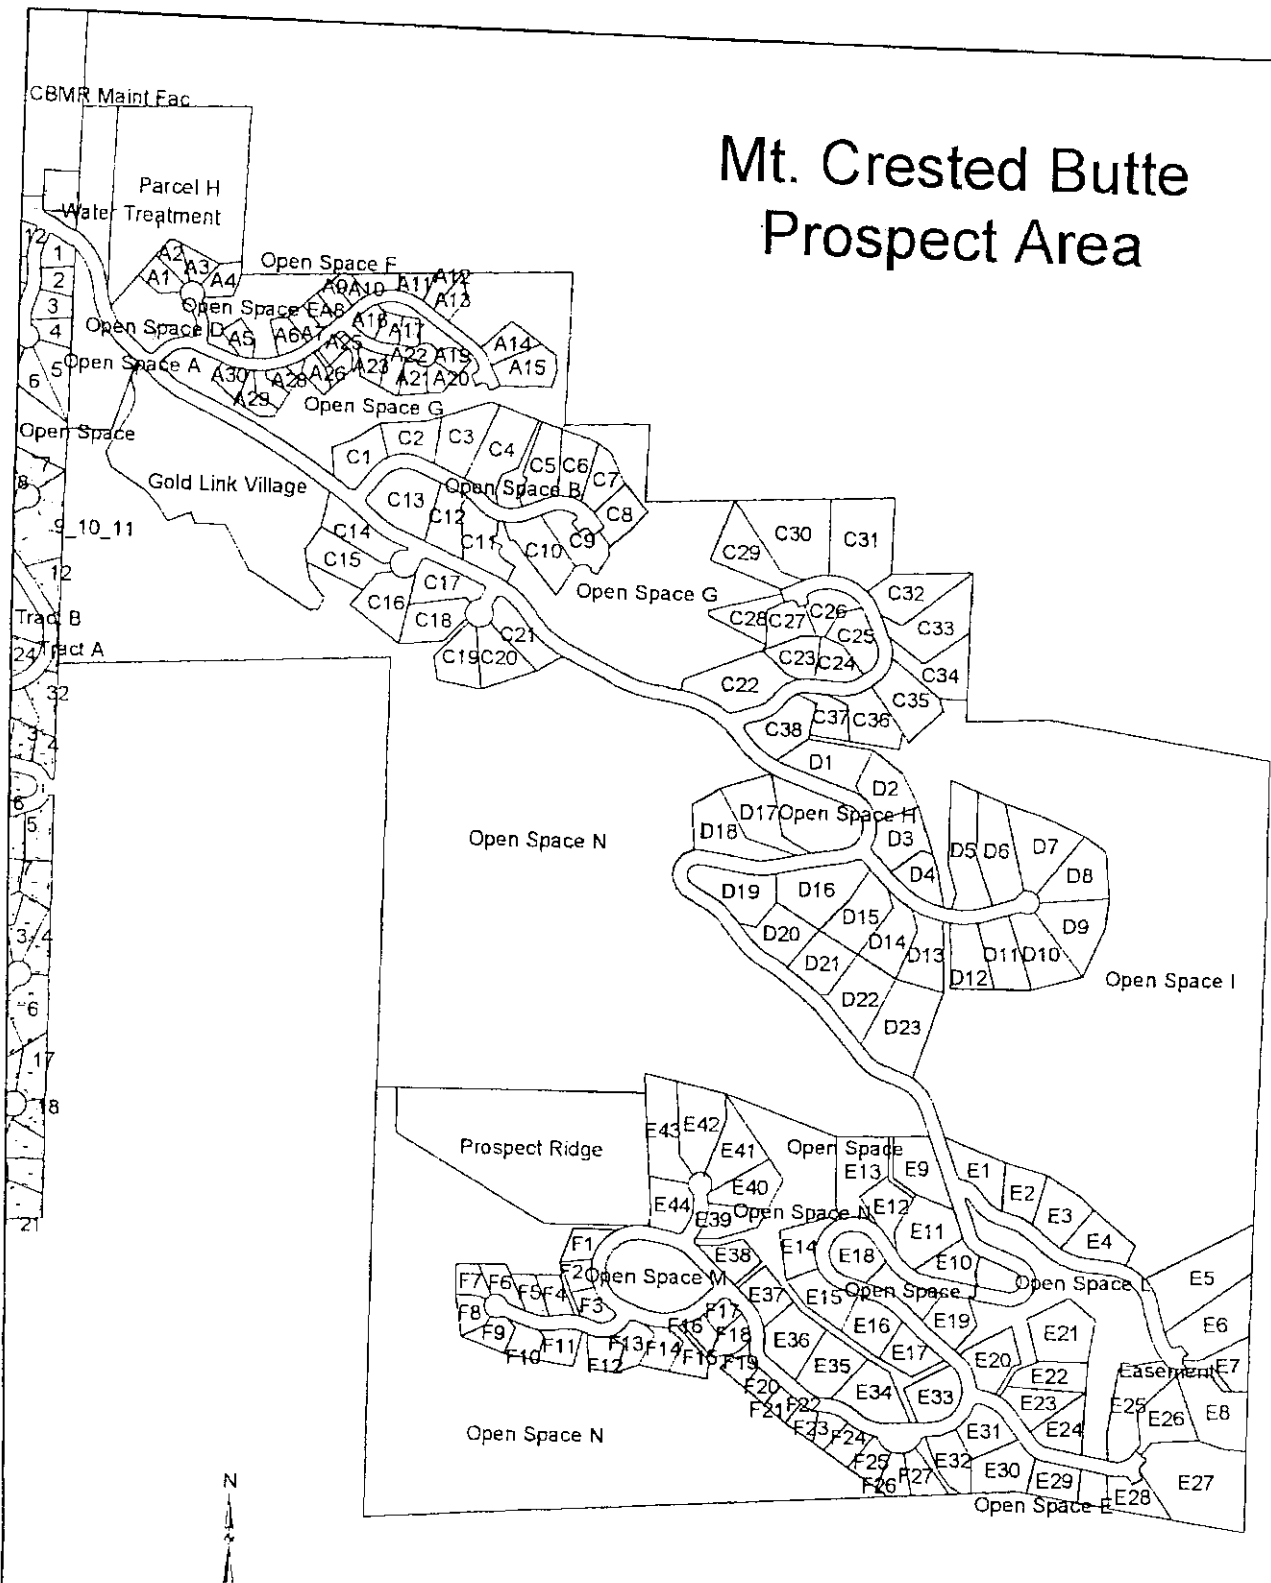 Mt. Crested Butte
Prospect Area
CBMR Maint Fac
Parcel H
Water Treatment
12
1
2
3
4
5
6
A1
A2
A3
A4
Open Space F
Open Space E
Open Space D
Open Space A
A5
A6
A7
A8
A9
A10
A11
A12
A13
A14
A15
A16
A17
A19
A20
A21
A22
A23
A25
A26
A28
A29
A30
Open Space G
Open Space
7
8
9_10_11
12
Gold Link Village
C1
C2
C3
C4
C5
C6
C7
C8
Open Space B
C9
C10
C11
C12
C13
C14
C15
C16
C17
C18
C19
C20
C21
Open Space G
C22
C23
C24
C25
C26
C27
C28
C29
C30
C31
C32
C33
C34
C35
C36
C37
C38
Tract B
Tract A
24
32
3
4
6
5
7
3
4
6
17
18
21
Open Space N
D1
D2
Open Space H
D3
D4
D5
D6
D7
D8
D9
D10
D11
D12
D13
D14
D15
D16
D17
D18
D19
D20
D21
D22
D23
Open Space I
Prospect Ridge
E43
E42
E41
E40
E39
E44
Open Space
E13
E9
E12
Open Space N
E11
E10
E1
E2
E3
E4
E5
E6
E7
E8
Open Space L
Easement
E14
E18
E15
Open Space J
E16
E17
E19
E20
E21
E22
E23
E24
E25
E26
E27
E28
E29
E30
E31
E32
E33
E34
E35
E36
E37
E38
F1
F2
Open Space M
F3
F4
F5
F6
F7
F8
F9
F10
F11
E12
F13
F14
F15
F16
F17
F18
F19
F20
F21
F22
F23
F24
F25
F26
F27
Open Space N
Open Space E
N